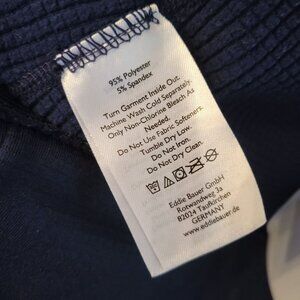 95% Polyester
5% Spandex
Turn Garment Inside Out.
Machine Wash Cold Separately.
Only Non-Chlorine Bleach As
Needed.
Do Not Use Fabric Softeners.
Tumble Dry Low.
Do Not Iron.
Do Not Dry Clean.
Eddie Bauer GmbH
Rotwandweg 3a
82024 Taufkirchen
GERMANY
www.eddiebauer.de